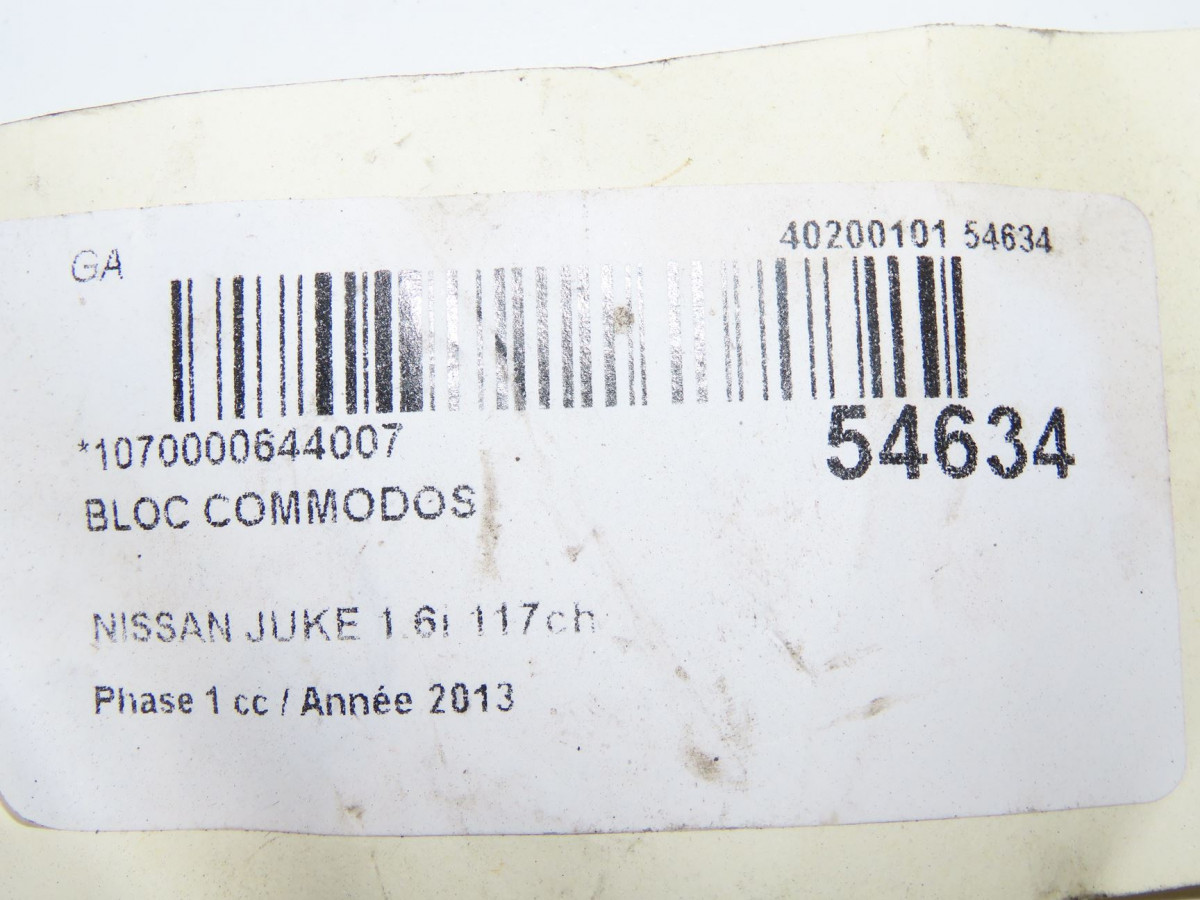 40200101 54634
GA
*1070000644007
54634
BLOC COMMODOS
NISSAN JUKE 1.6i 117ch
Phase 1 cc / Année 2013